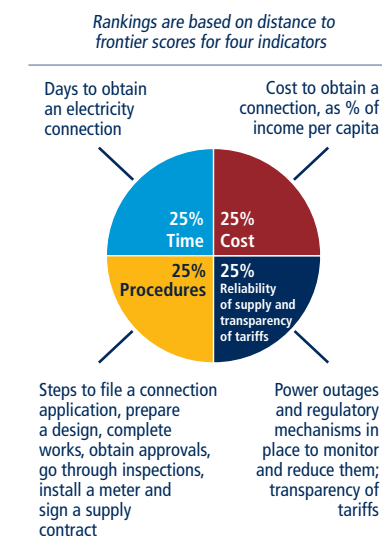 Rankings are based on distance to
frontier scores for four indicators
Days to obtain
an electricity
connection
Cost to obtain a
connection, as % of
income per capita
25%
Time
25%
Cost
25%
Procedures
25%
Reliability
of supply and
transparency
of tariffs
Steps to file a connection
application, prepare
a design, complete
works, obtain approvals,
go through inspections,
install a meter and
sign a supply
contract
Power outages
and regulatory
mechanisms in
place to monitor
and reduce them;
transparency of
tariffs